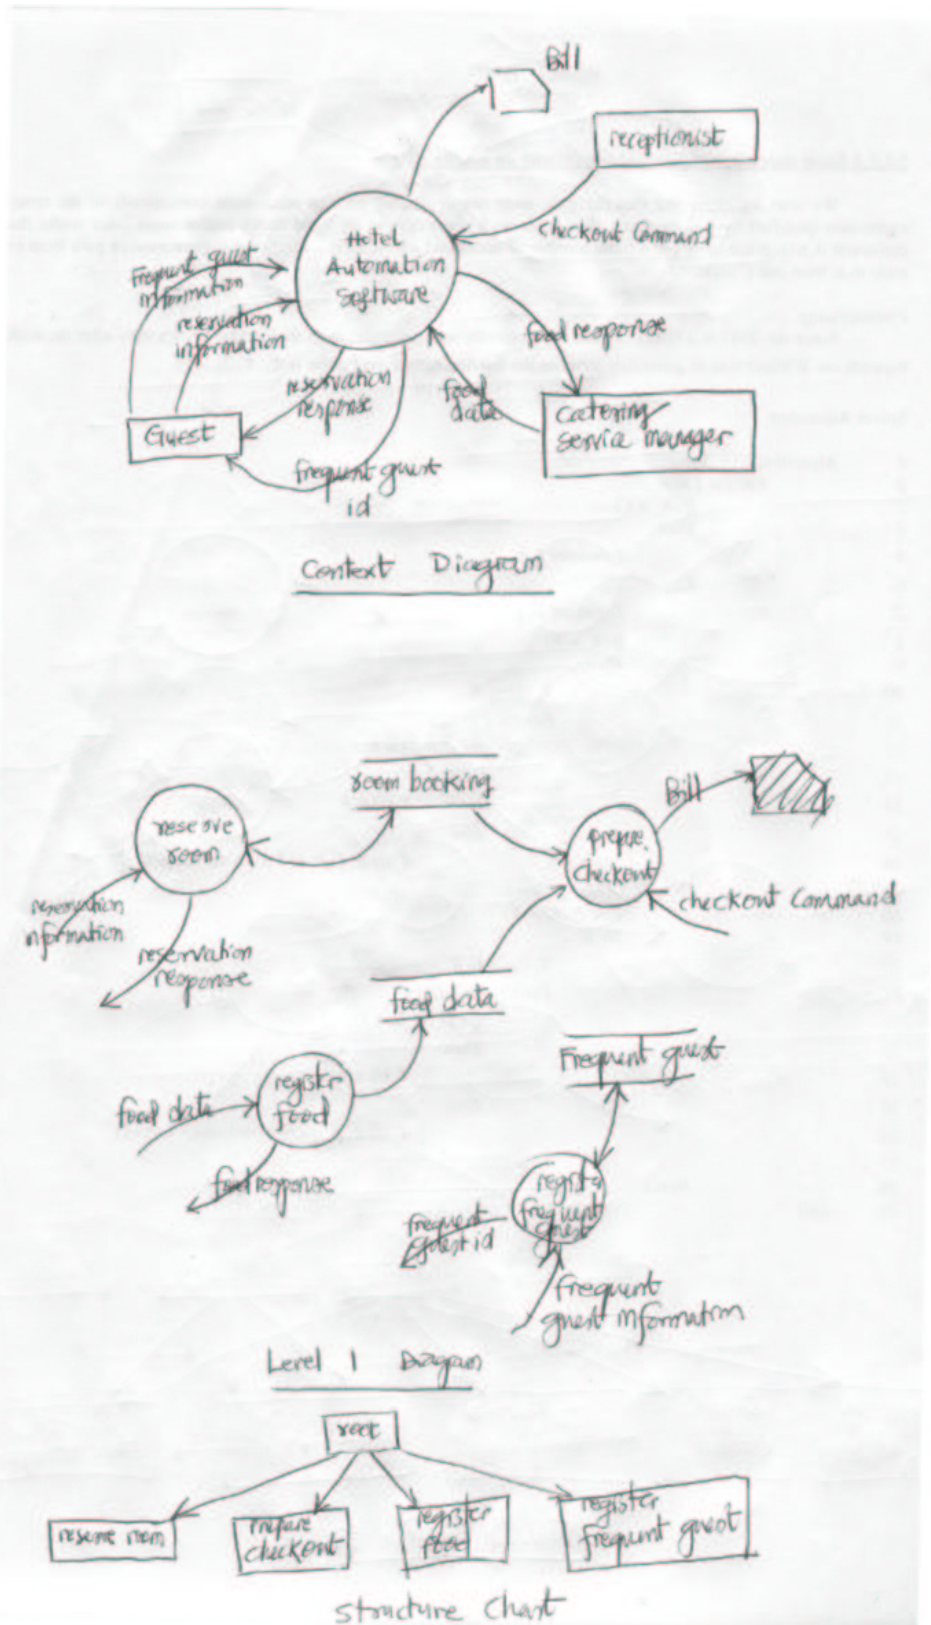 Bill
receptionist
checkout Command
Hotel
Automation
Software
Frequent guest
information
reservation
information
food response
reservation
response
food
data
Guest
Catering
Service manager
frequent guest
id
Context Diagram
room booking
Bill
reserve
room
prepare
checkout
checkout Command
reservation
information
reservation
response
food data
Frequent guest
register
food
food data
food response
register
frequent
guest
frequent
guest id
frequent
guest information
Level 1 Diagram
root
reserve room
Prepare
checkout
register
food
register
frequent guest
Structure Chart